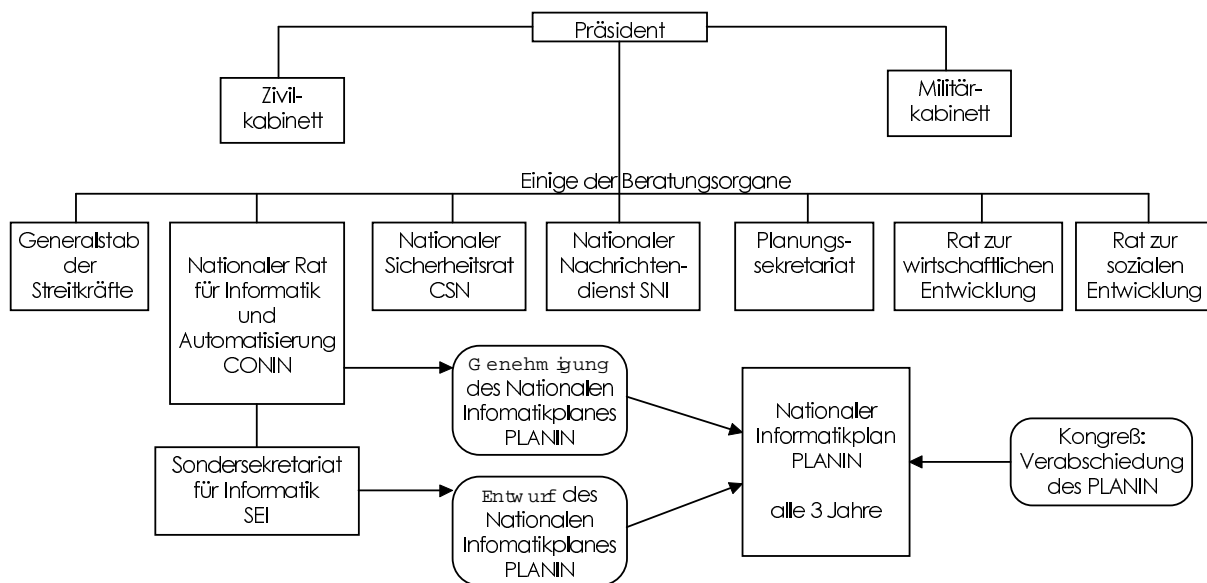 Präsident
Zivil-
kabinett
Militär-
kabinett
Einige der Beratungsorgane
Generalstab
der
Streitkräfte
Nationaler Rat
für Informatik
und
Automatisierung
CONIN
Nationaler
Sicherheitsrat
CSN
Nationaler
Nachrichten-
dienst SNI
Planungs-
sekretariat
Rat zur
wirtschaftlichen
Entwicklung
Rat zur
sozialen
Entwicklung
Genehmigung
des Nationalen
Infomatikplanes
PLANIN
Nationaler
Informatikplan
PLANIN
alle 3 Jahre
Kongreß:
Verabschiedung
des PLANIN
Sondersekretariat
für Informatik
SEI
Entwurf des
Nationalen
Infomatikplanes
PLANIN